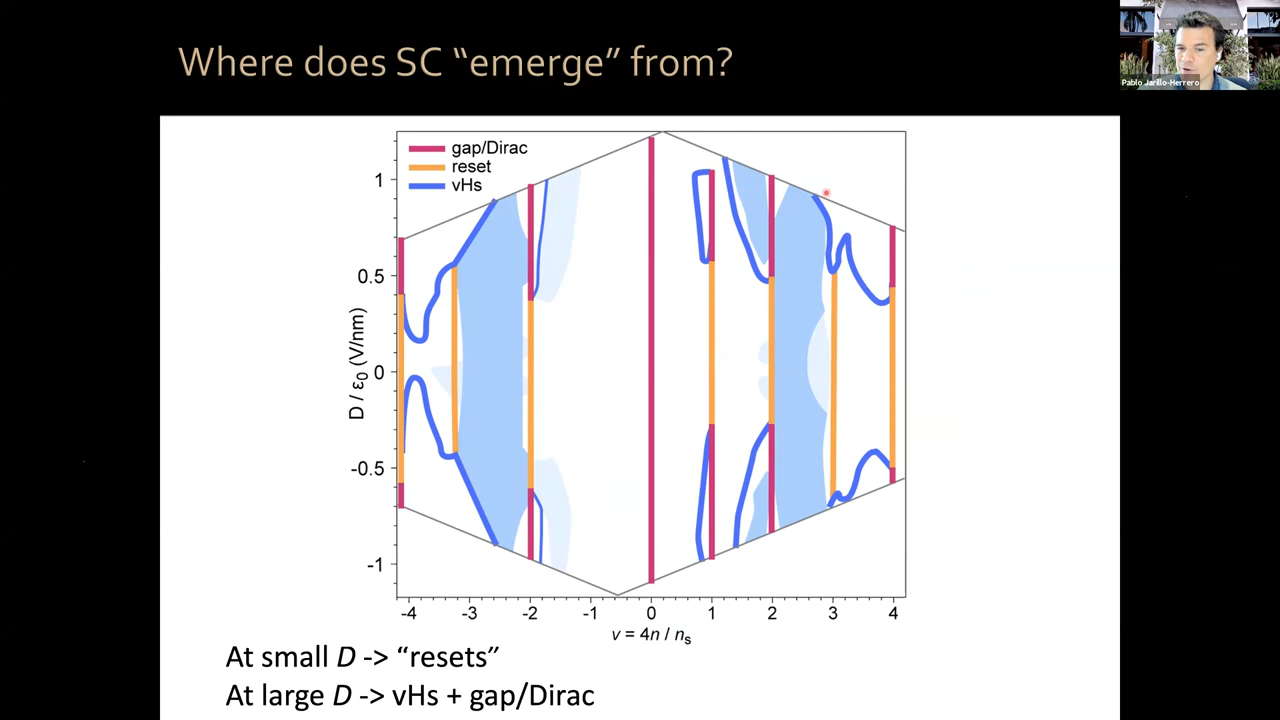 Where does SC “emerge” from?
Pablo Jarillo-Herrero
gap/Dirac
reset
vHs
1
0.5
0
-0.5
-1
D / ε₀ (V/nm)
-4 -3 -2 -1 0 1 2 3 4
ν = 4n / nₛ
At small D -> “resets”
At large D -> vHs + gap/Dirac